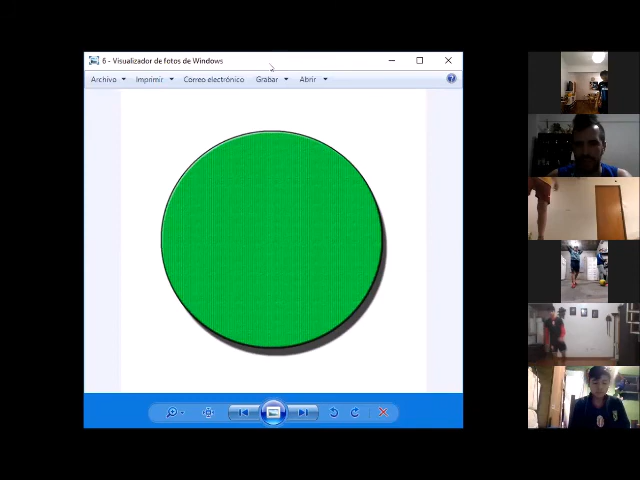 6 - Visualizador de fotos de Windows
Archivo Imprimir Correo electrónico Grabar Abrir